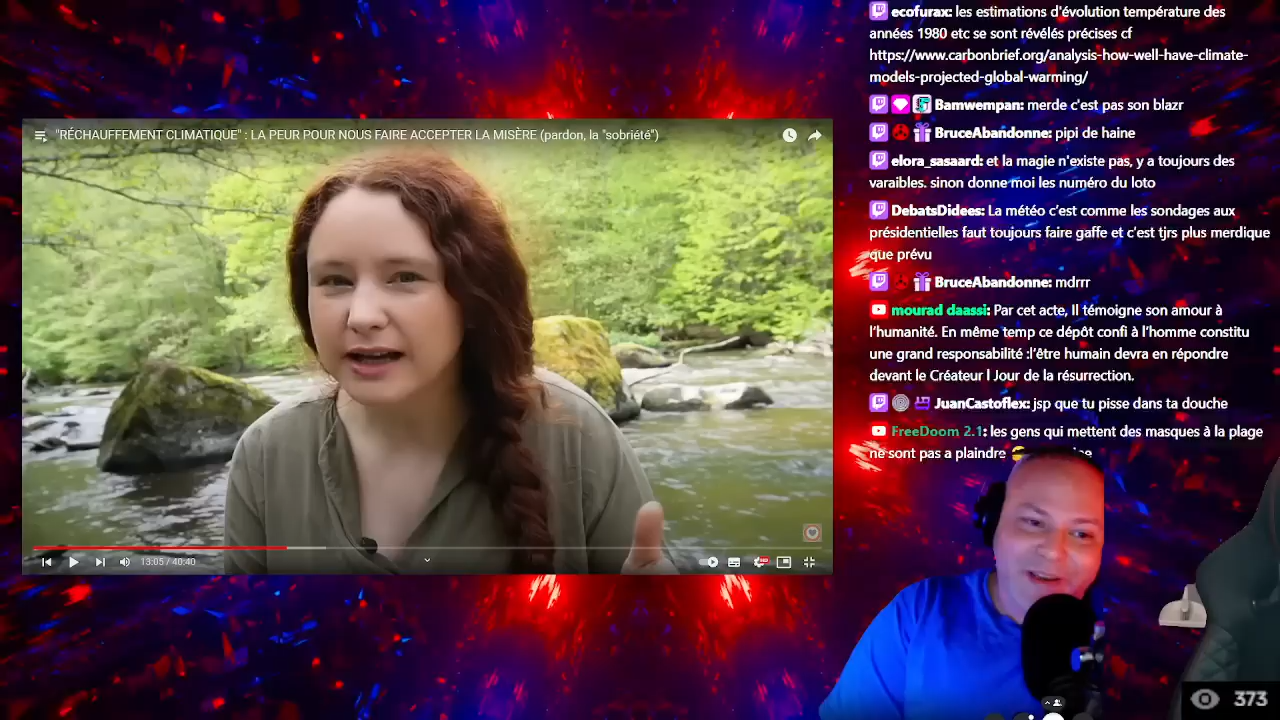 "RÉCHAUFFEMENT CLIMATIQUE" : LA PEUR POUR NOUS FAIRE ACCEPTER LA MISÈRE (pardon, la "sobriété")
13:05 / 40:40
ecofurax: les estimations d'évolution température des
années 1980 etc se sont révélés précises cf
https://www.carbonbrief.org/analysis-how-well-have-climate-
models-projected-global-warming/
Bamwempan: merde c'est pas son blazr
BruceAbandonne: pipi de haine
elora_sasaard: et la magie n'existe pas, y a toujours des
varaibles. sinon donne moi les numéro du loto
DebatsDidees: La météo c'est comme les sondages aux
présidentielles faut toujours faire gaffe et c'est tjrs plus merdique
que prévu
BruceAbandonne: mdrrr
mourad daassi: Par cet acte, Il témoigne son amour à
l'humanité. En même temp ce dépôt confi à l'homme constitu
une grand responsabilité :l'être humain devra en répondre
devant le Créateur l Jour de la résurrection.
JuanCastoflex: jsp que tu pisse dans ta douche
FreeDoom 2.1: les gens qui mettent des masques à la plage
ne sont pas a plaindre
373